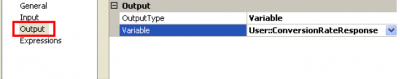 General
Input
Output
Expressions
Output
OutputType Variable
Variable User::ConversionRateResponse